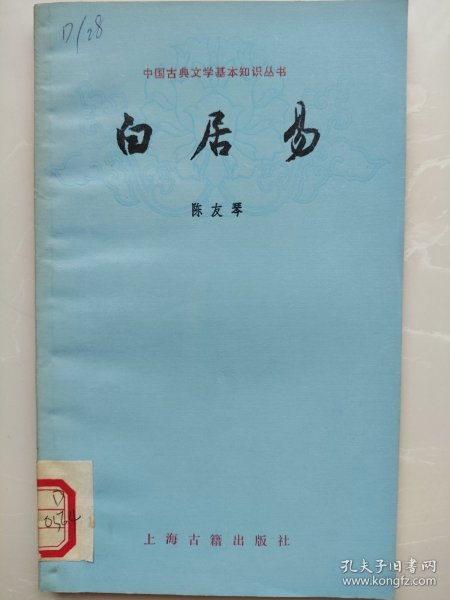 D/28
中国古典文学基本知识丛书
白居易
陈友琴
D
上海古籍出版社
孔夫子旧书网
www.kongfz.com